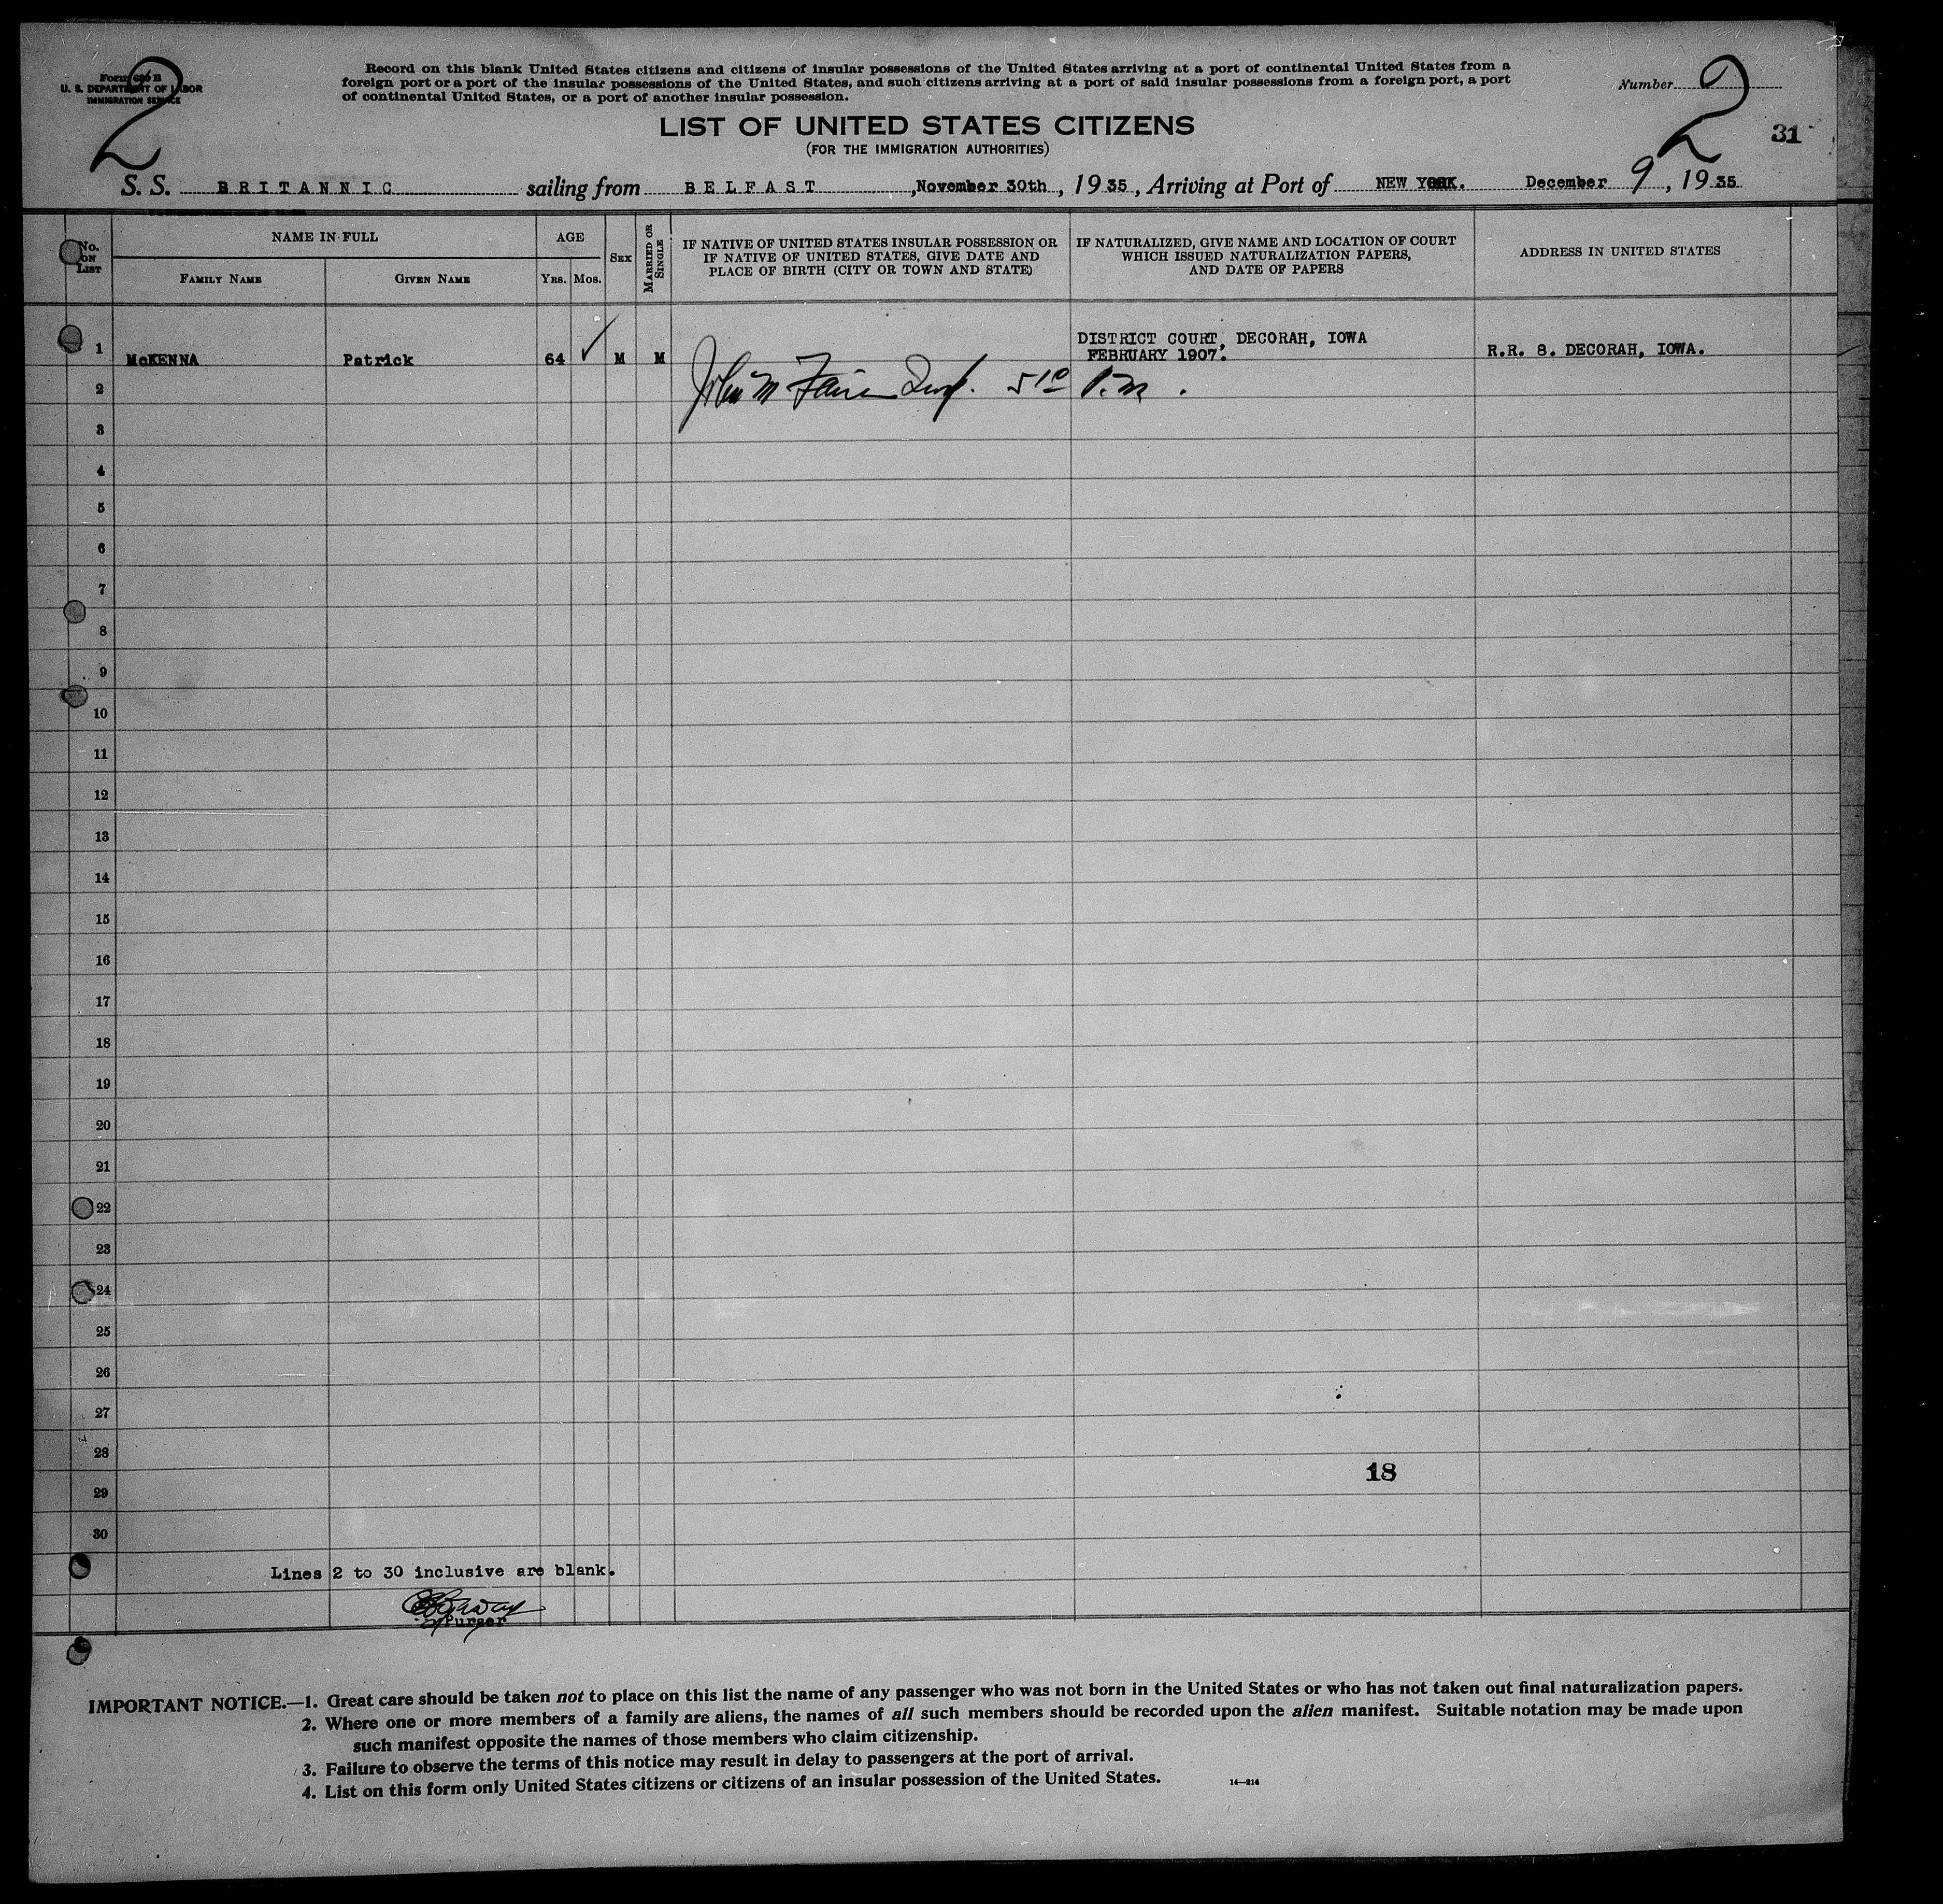 Form 630 B
U. S. DEPARTMENT OF LABOR
IMMIGRATION SERVICE
2
Record on this blank United States citizens and citizens of insular possessions of the United States arriving at a port of continental United States from a
foreign port or a port of the insular possessions of the United States, and such citizens arriving at a port of said insular possessions from a foreign port, a port
of continental United States, or a port of another insular possession.
Number 2
31
LIST OF UNITED STATES CITIZENS
(FOR THE IMMIGRATION AUTHORITIES)
S. S. BRITANNIC sailing from BELFAST, November 30th, 1935, Arriving at Port of NEW YORK. December 9, 1935
No. ON LIST
NAME IN FULL
FAMILY NAME
GIVEN NAME
AGE
YRS.
MOS.
SEX
MARRIED OR SINGLE
IF NATIVE OF UNITED STATES INSULAR POSSESSION OR
IF NATIVE OF UNITED STATES, GIVE DATE AND
PLACE OF BIRTH (CITY OR TOWN AND STATE)
IF NATURALIZED, GIVE NAME AND LOCATION OF COURT
WHICH ISSUED NATURALIZATION PAPERS,
AND DATE OF PAPERS
ADDRESS IN UNITED STATES
1 McKENNA Patrick 64 ✓ M M DISTRICT COURT, DECORAH, IOWA
FEBRUARY 1907. R.R. 8. DECORAH, IOWA.
2 John M 5 10 P.M.
3
4
5
6
7
8
9
10
11
12
13
14
15
16
17
18
19
20
21
22
23
24
25
26
27
28
18
29
30
Lines 2 to 30 inclusive are blank.
Purser
IMPORTANT NOTICE.—1. Great care should be taken not to place on this list the name of any passenger who was not born in the United States or who has not taken out final naturalization papers.
2. Where one or more members of a family are aliens, the names of all such members should be recorded upon the alien manifest. Suitable notation may be made upon
such manifest opposite the names of those members who claim citizenship.
3. Failure to observe the terms of this notice may result in delay to passengers at the port of arrival.
4. List on this form only United States citizens or citizens of an insular possession of the United States.
14—214